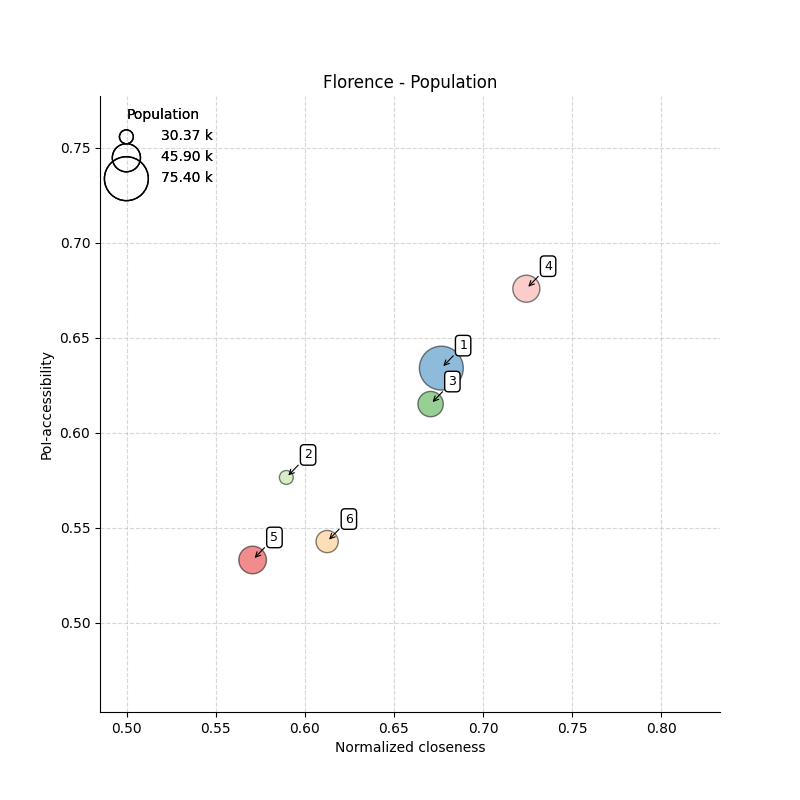 Florence - Population
Population
30.37 k
45.90 k
75.40 k
0.75
0.70
0.65
0.60
0.55
0.50
PoI-accessibility
4
1
3
2
6
5
0.50 0.55 0.60 0.65 0.70 0.75 0.80
Normalized closeness